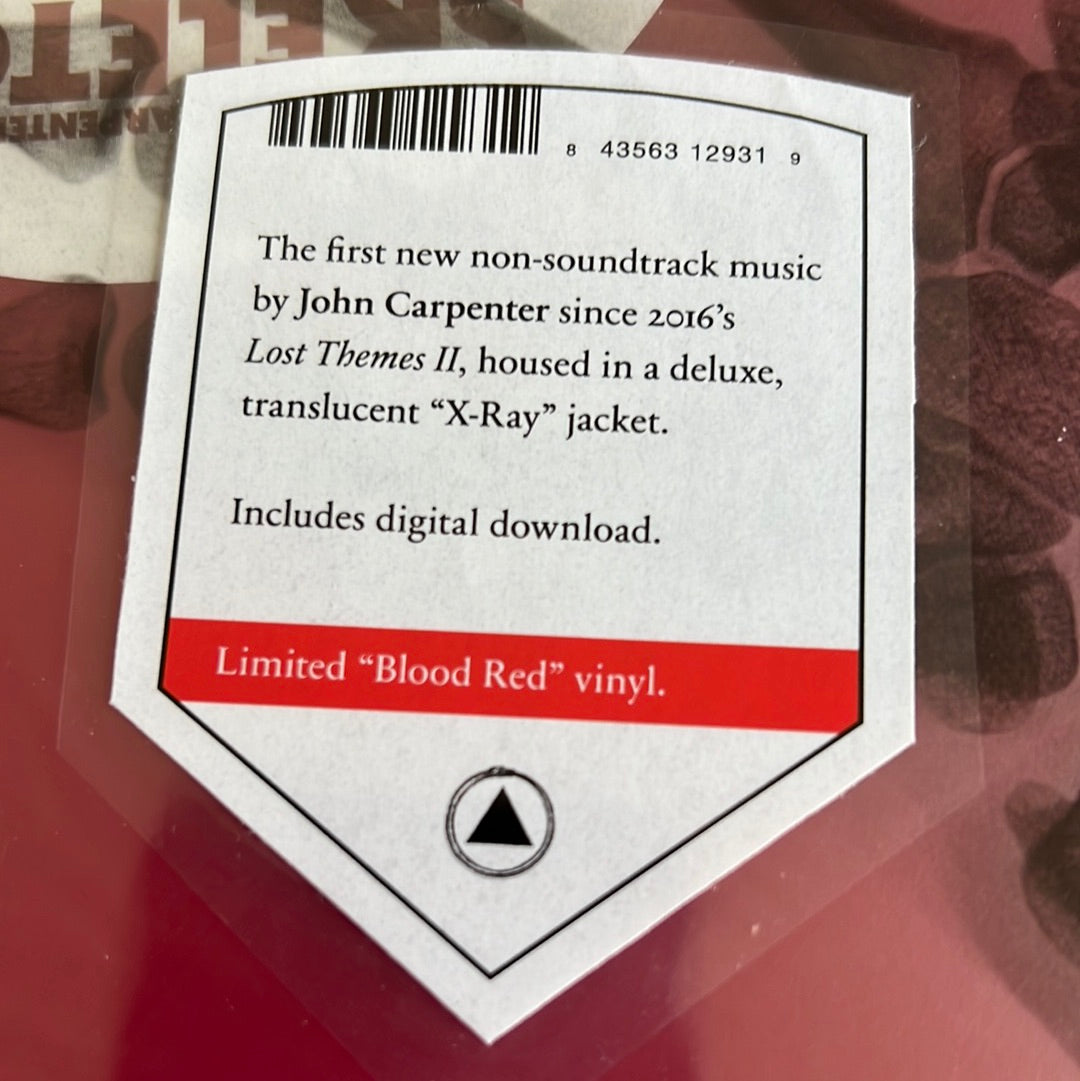 8 43563 12931 9
The first new non-soundtrack music
by John Carpenter since 2016’s
Lost Themes II, housed in a deluxe,
translucent “X-Ray” jacket.
Includes digital download.
Limited “Blood Red” vinyl.